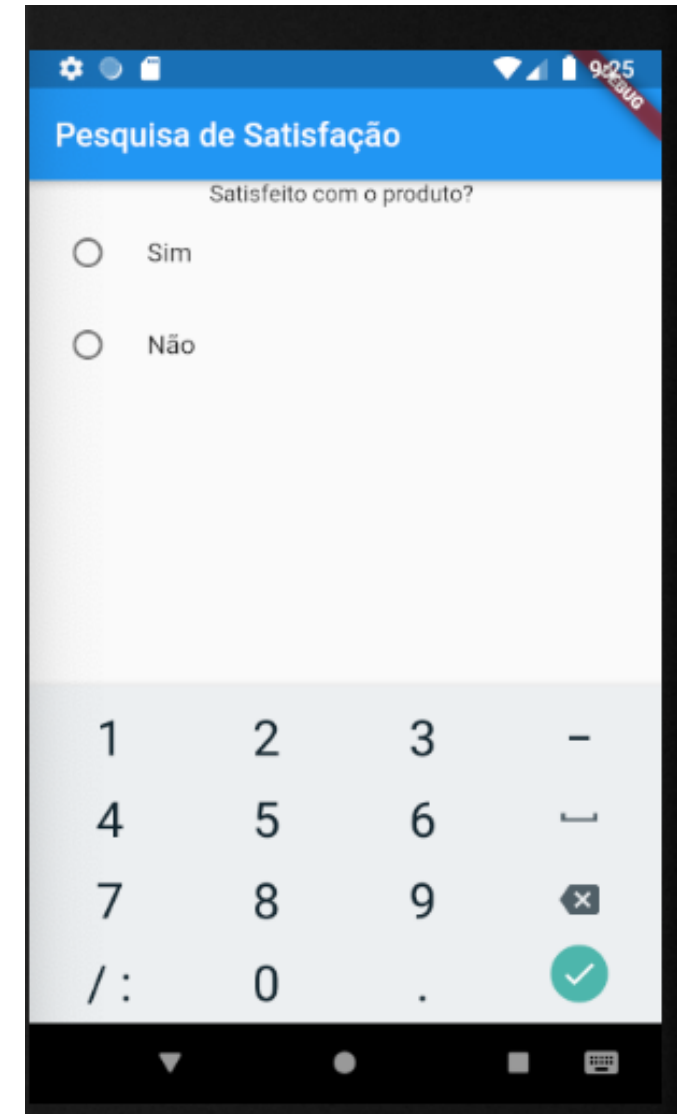 9:25
DEBUG
Pesquisa de Satisfação
Satisfeito com o produto?
Sim
Não
1 2 3 -
4 5 6
7 8 9
/ : 0 .